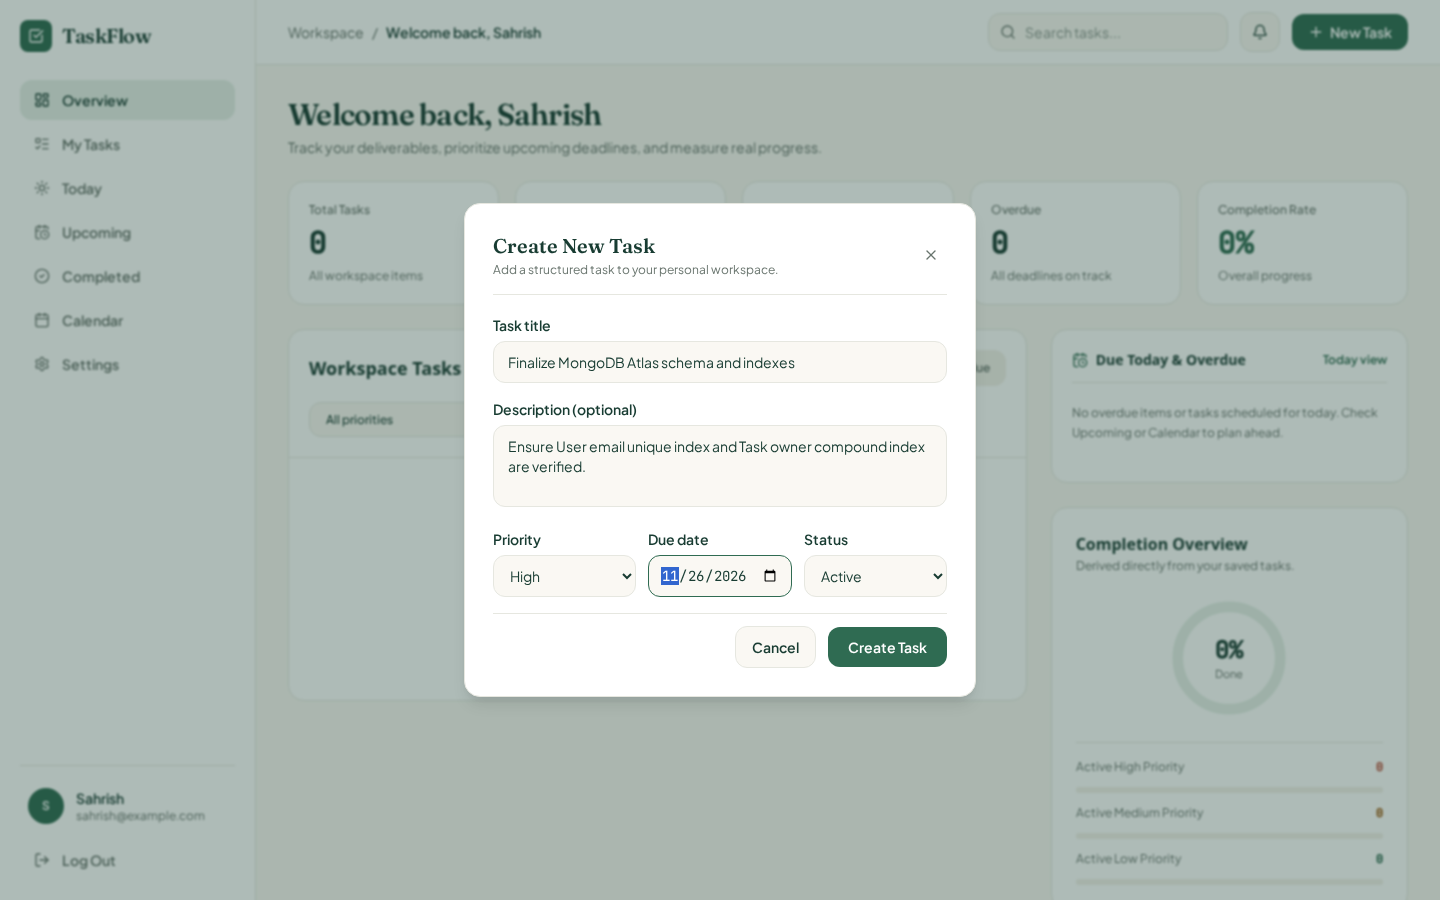 TaskFlow
Overview
My Tasks
Today
Upcoming
Completed
Calendar
Settings
Sahrish
S
sahrish@example.com
Log Out
Workspace / Welcome back, Sahrish
Search tasks...
New Task
Welcome back, Sahrish
Track your deliverables, prioritize upcoming deadlines, and measure real progress.
Total Tasks
0
All workspace items
Overdue
0
All deadlines on track
Completion Rate
0%
Overall progress
Workspace Tasks
All priorities
Create New Task
Add a structured task to your personal workspace.
Task title
Finalize MongoDB Atlas schema and indexes
Description (optional)
Ensure User email unique index and Task owner compound index
are verified.
Priority
High
Due date
11/26/2026
Status
Active
Cancel
Create Task
Due Today & Overdue
Today view
No overdue items or tasks scheduled for today. Check
Upcoming or Calendar to plan ahead.
Completion Overview
Derived directly from your saved tasks.
0%
Done
Active High Priority
0
Active Medium Priority
0
Active Low Priority
0